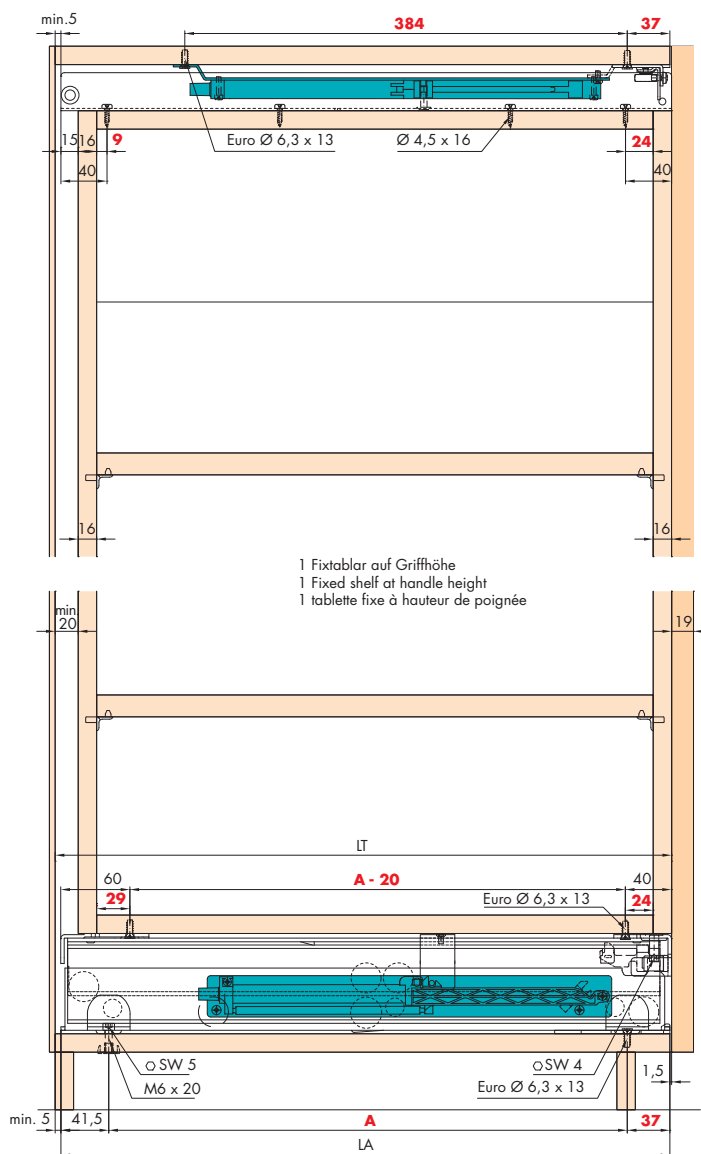 min.5
384
37
Euro Ø 6,3 x 13
Ø 4,5 x 16
15
16
9
24
40
40
16
16
1 Fixtablar auf Griffhöhe
1 Fixed shelf at handle height
1 tablette fixe à hauteur de poignée
min.
20
19
LT
60
A - 20
40
29
Euro Ø 6,3 x 13
24
SW 5
SW 4
M6 x 20
Euro Ø 6,3 x 13
1,5
min. 5
41,5
A
37
LA